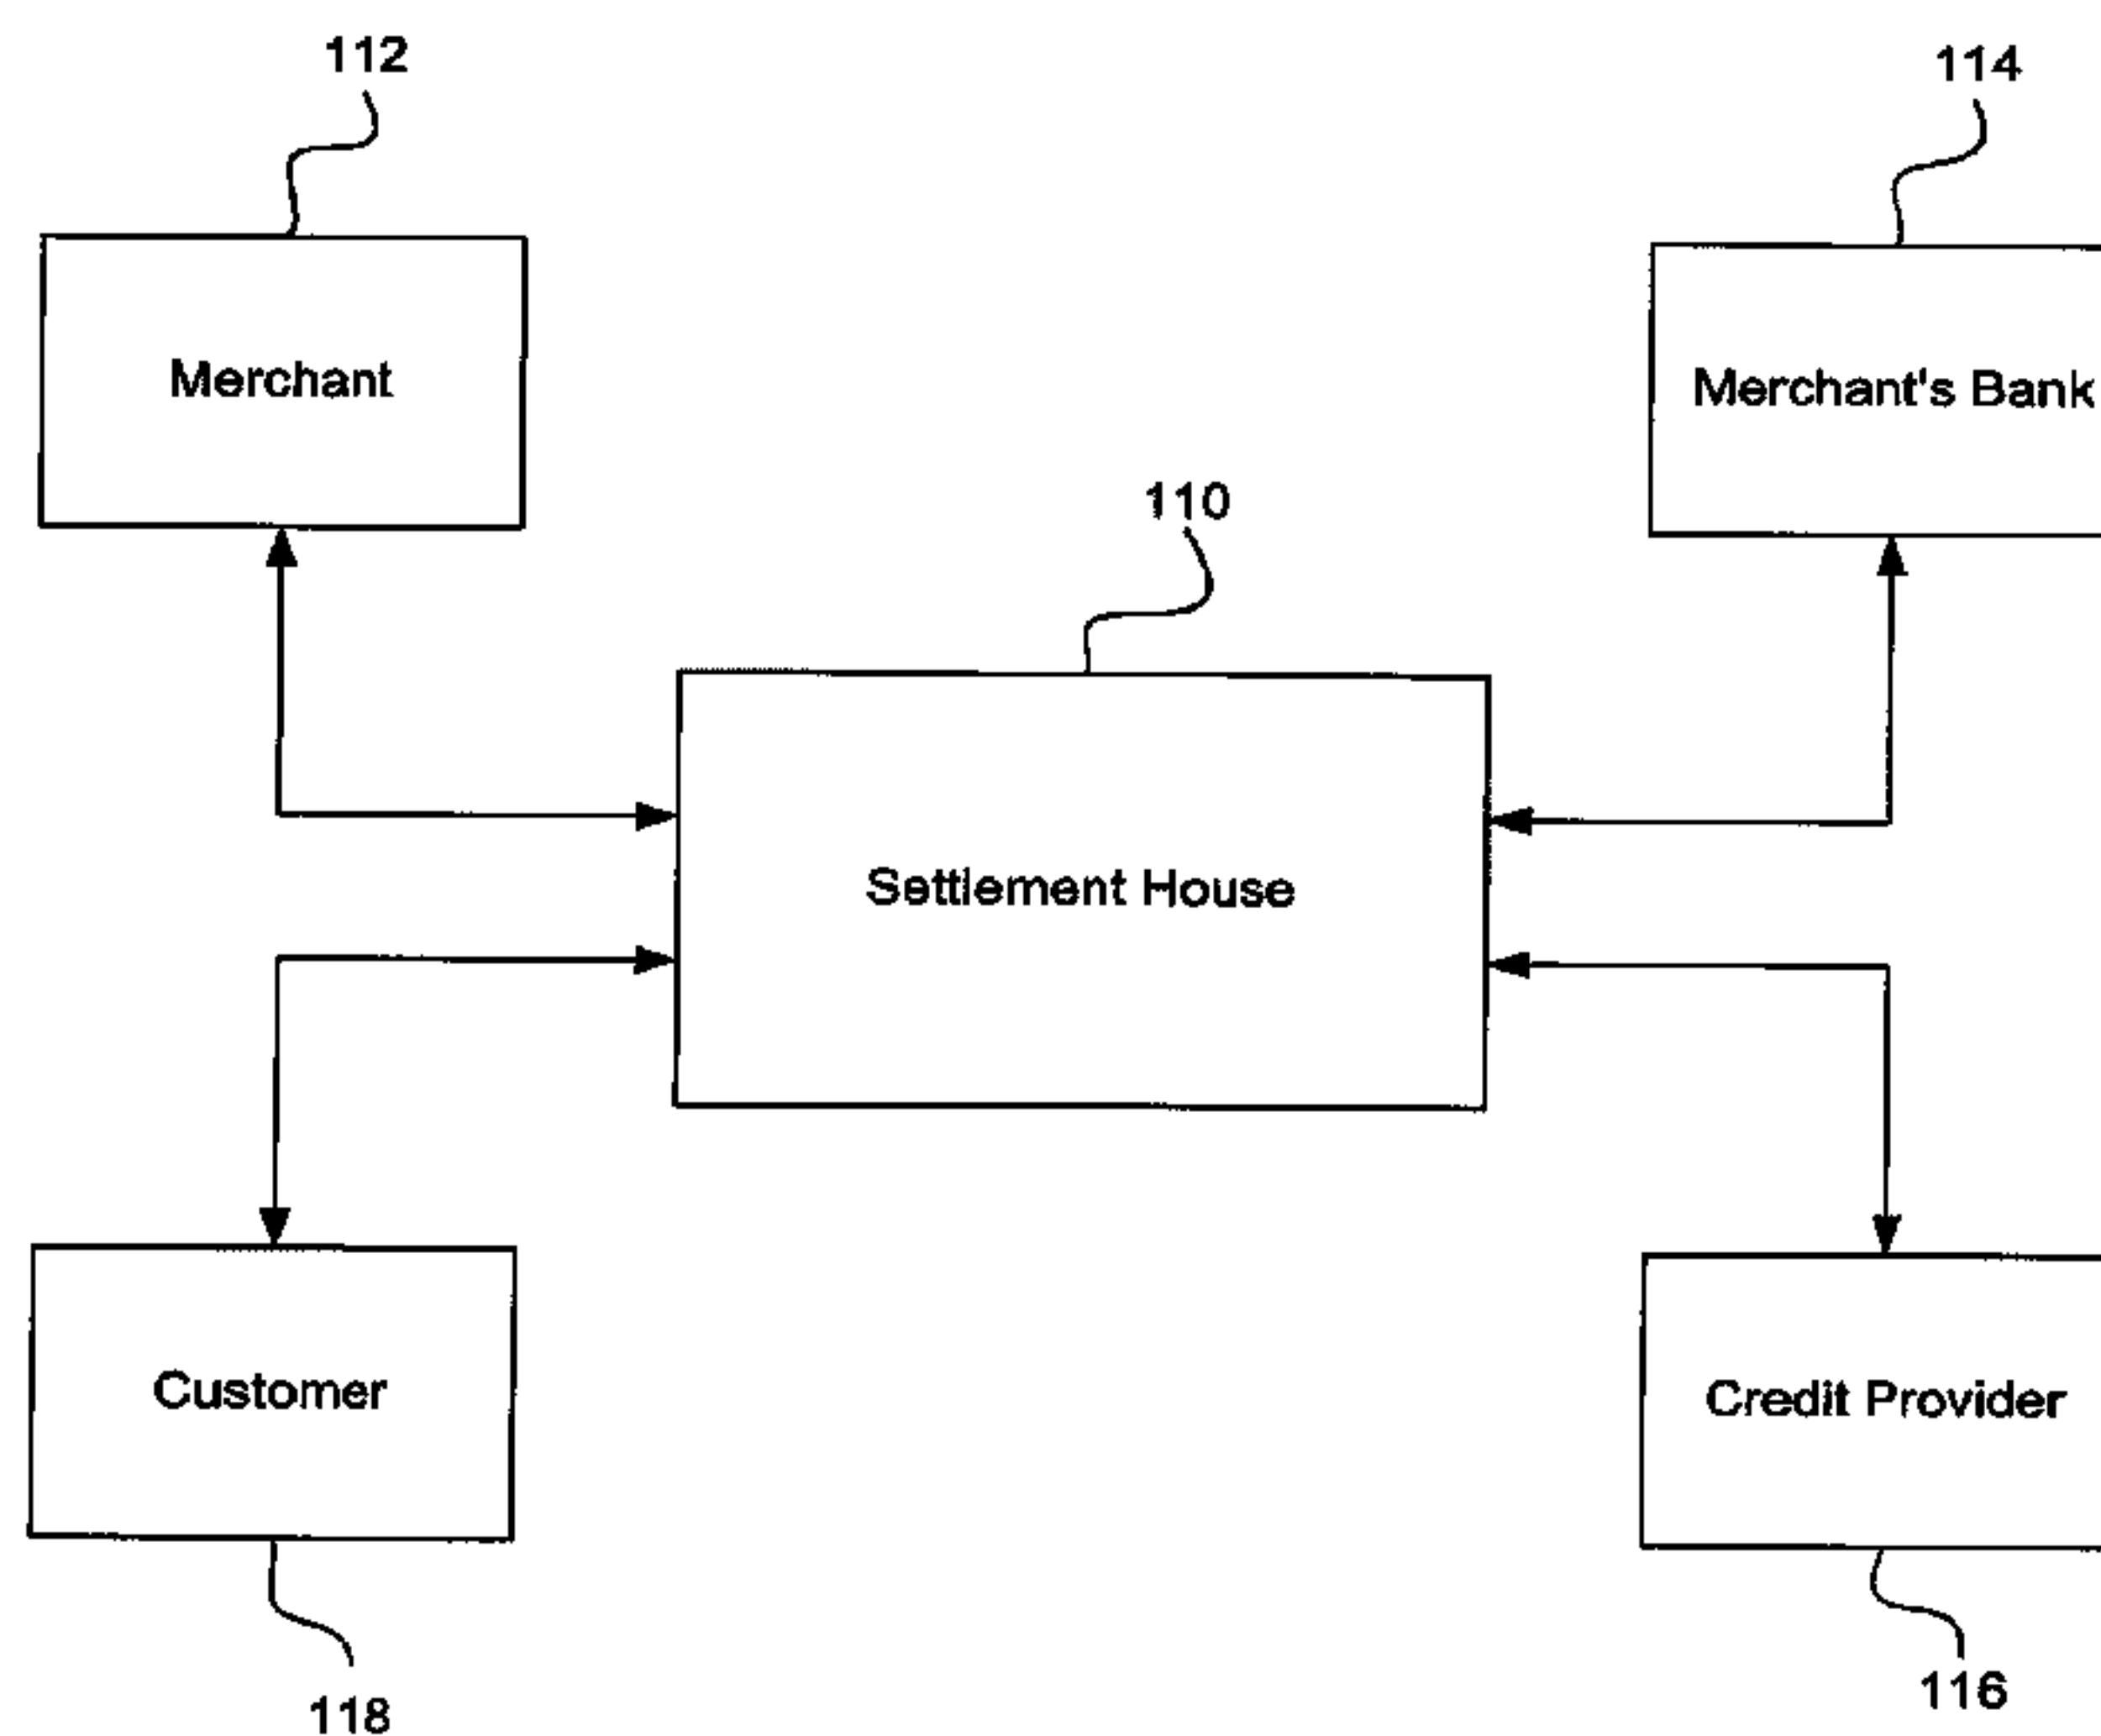 112
114
Merchant
Merchant's Bank
110
Settlement House
Customer
Credit Provider
118
116